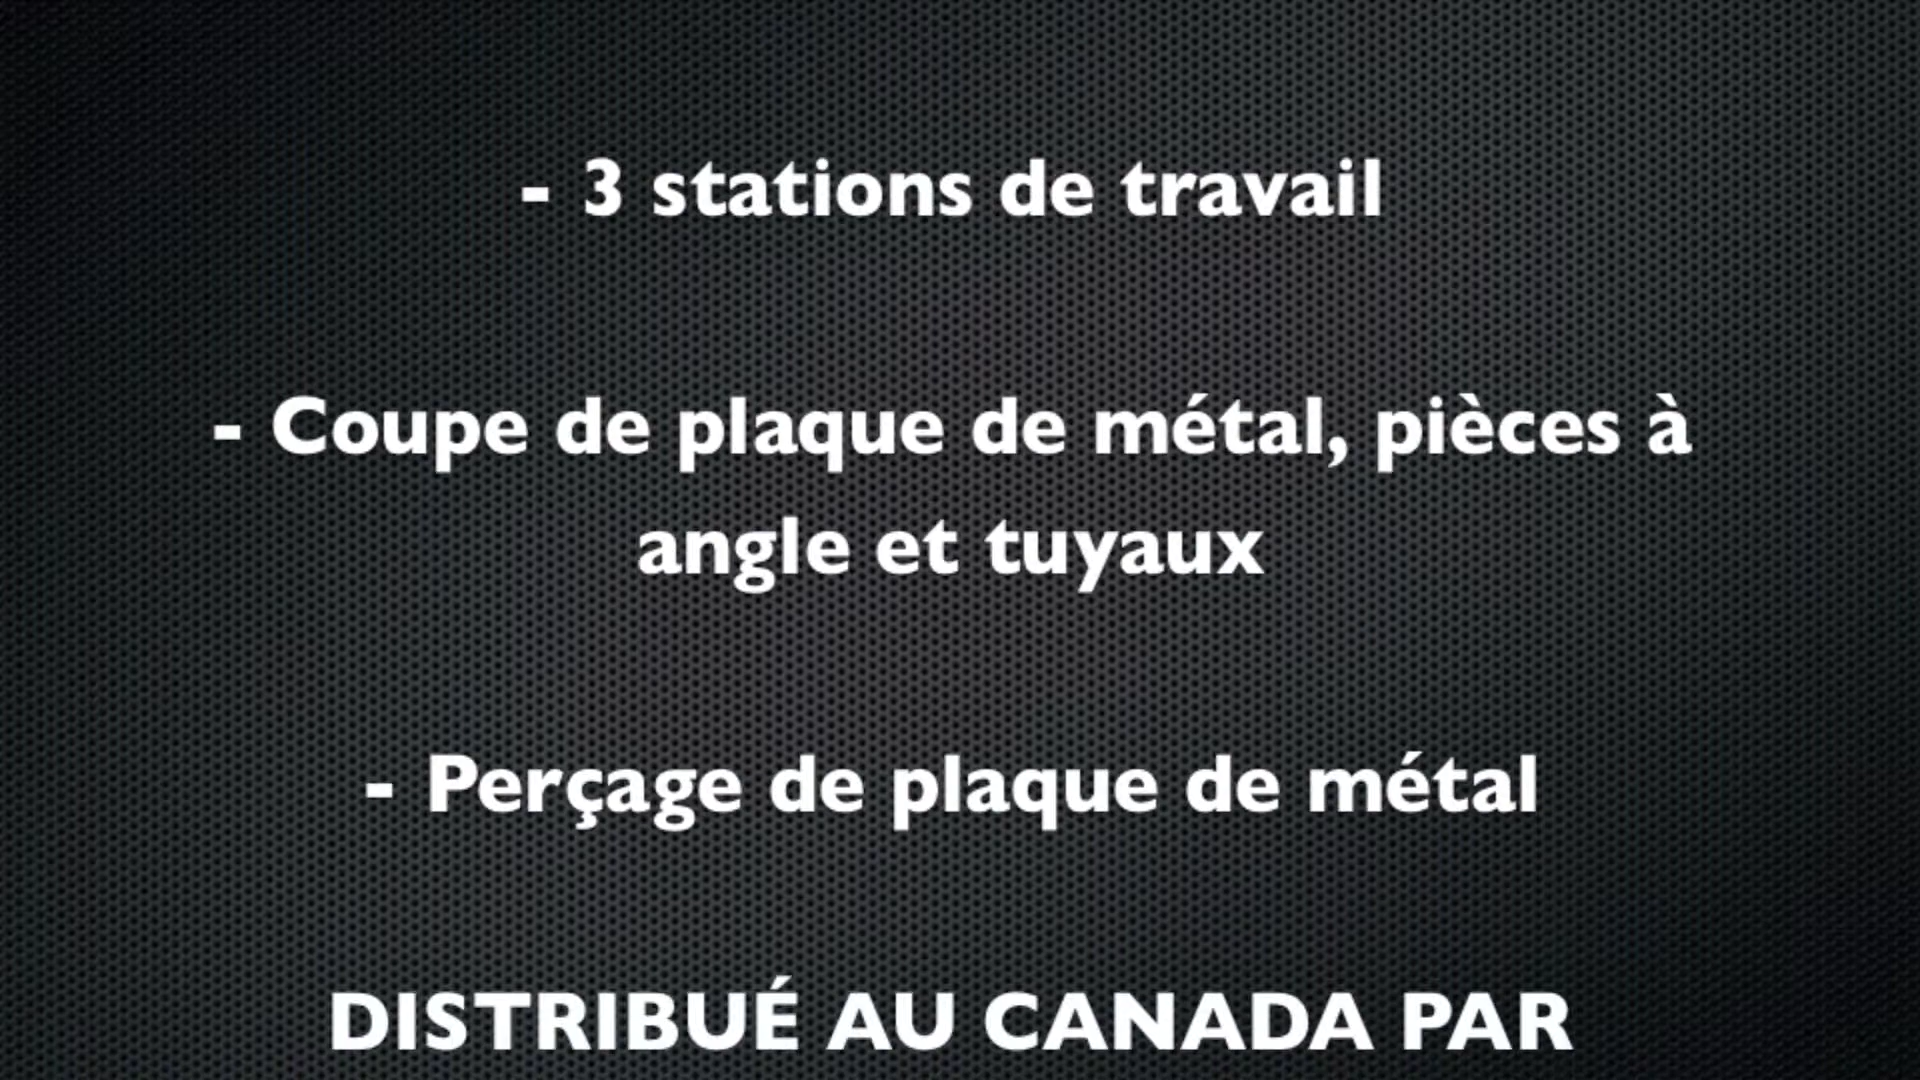 - 3 stations de travail
- Coupe de plaque de métal, pièces à
angle et tuyaux
- Perçage de plaque de métal
DISTRIBUÉ AU CANADA PAR